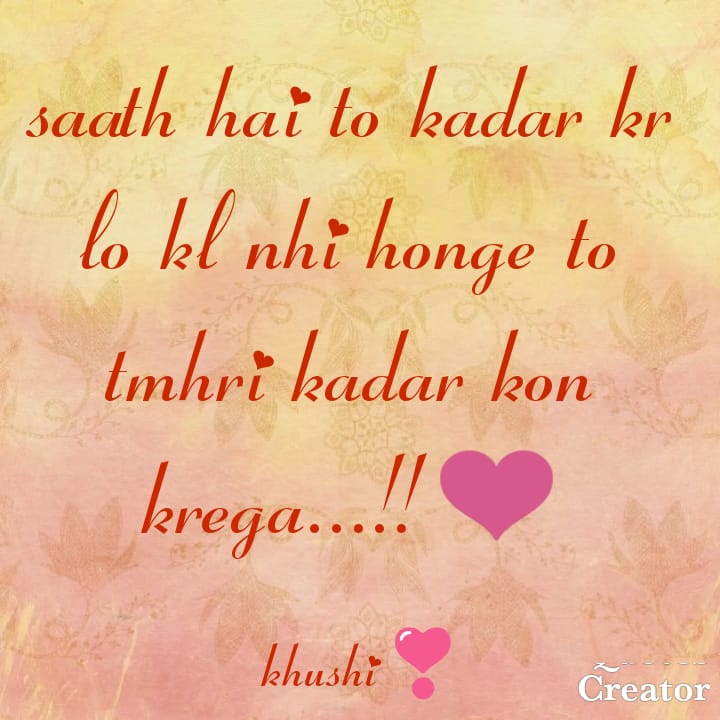 saath hai to kadar kr
lo kl nhi honge to
tmhri kadar kon
krega....!!
khushi
Creator